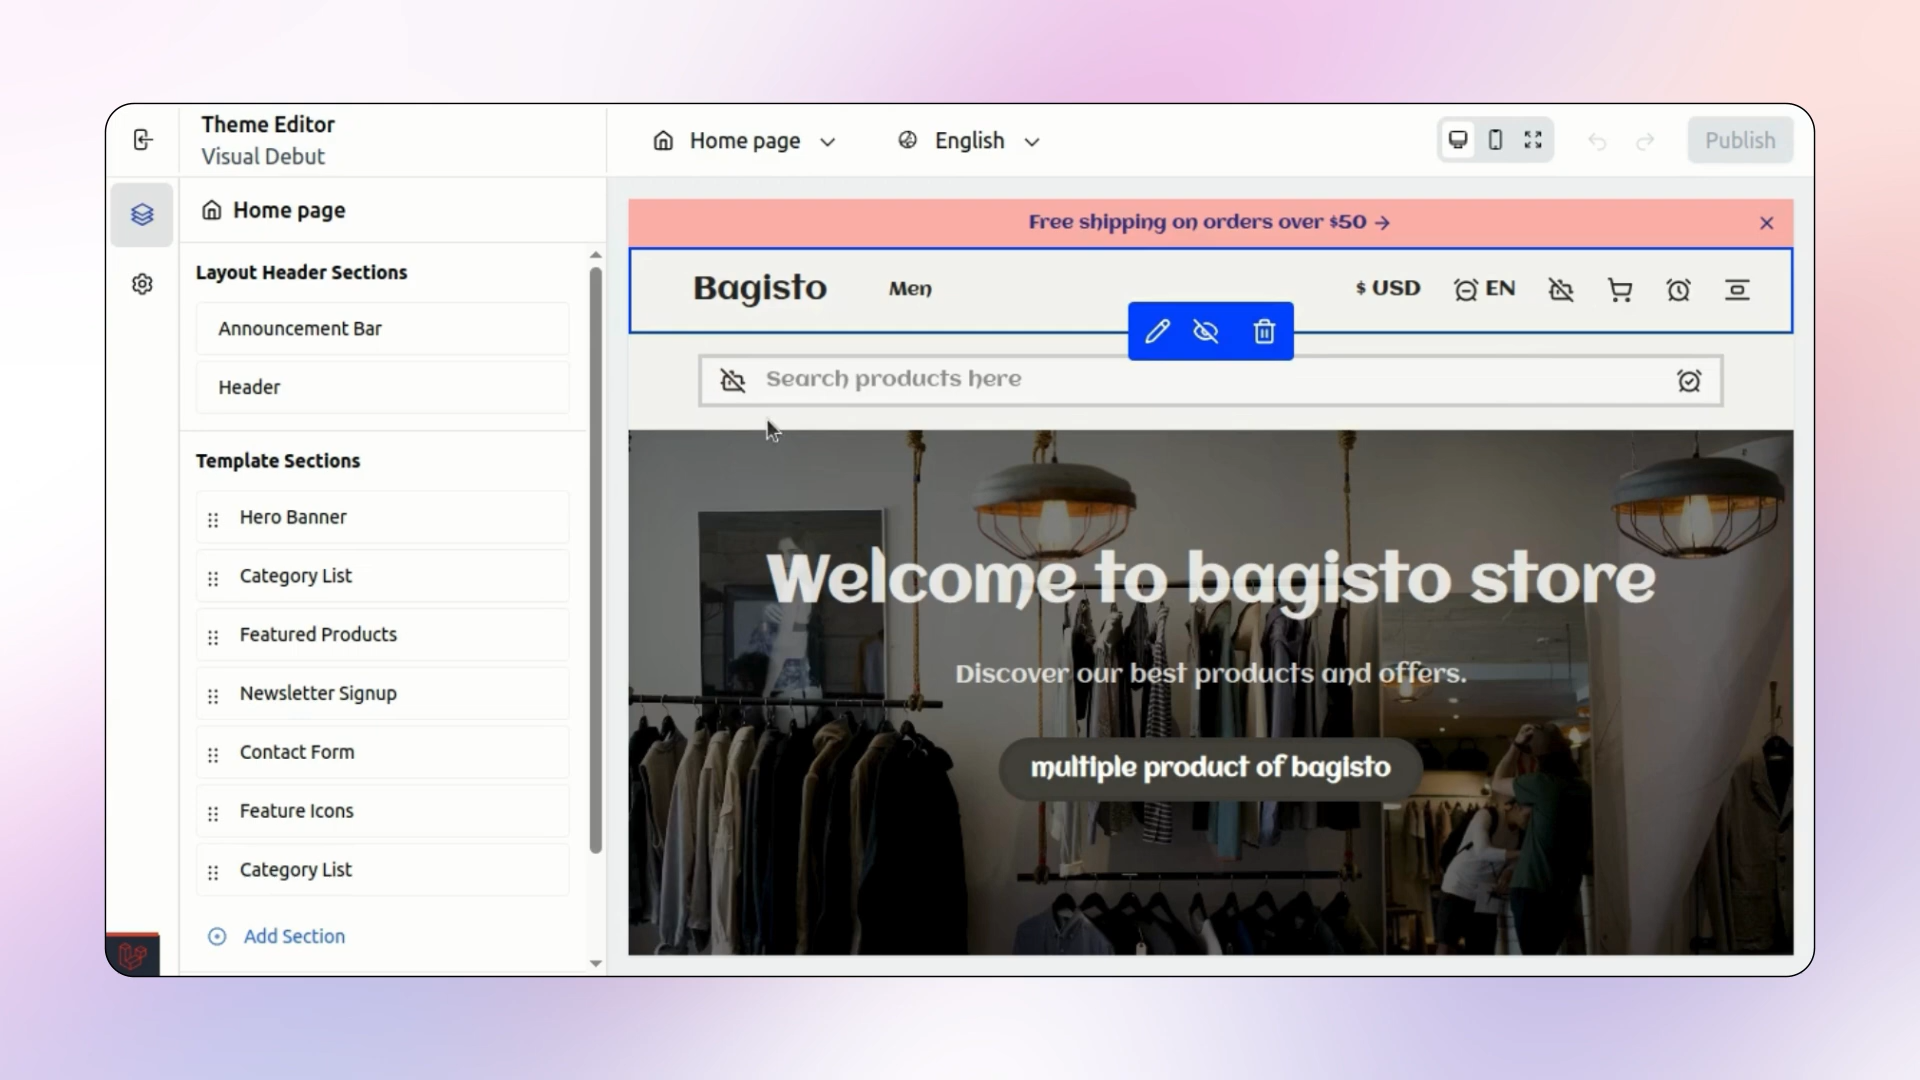 Theme Editor
Visual Debut
Home page
English
Publish
Home page
Layout Header Sections
Announcement Bar
Header
Template Sections
Hero Banner
Category List
Featured Products
Newsletter Signup
Contact Form
Feature Icons
Category List
Add Section
Free shipping on orders over $50 →
Bagisto
Men
$ USD
EN
Search products here
Welcome to bagisto store
Discover our best products and offers.
multiple product of bagisto